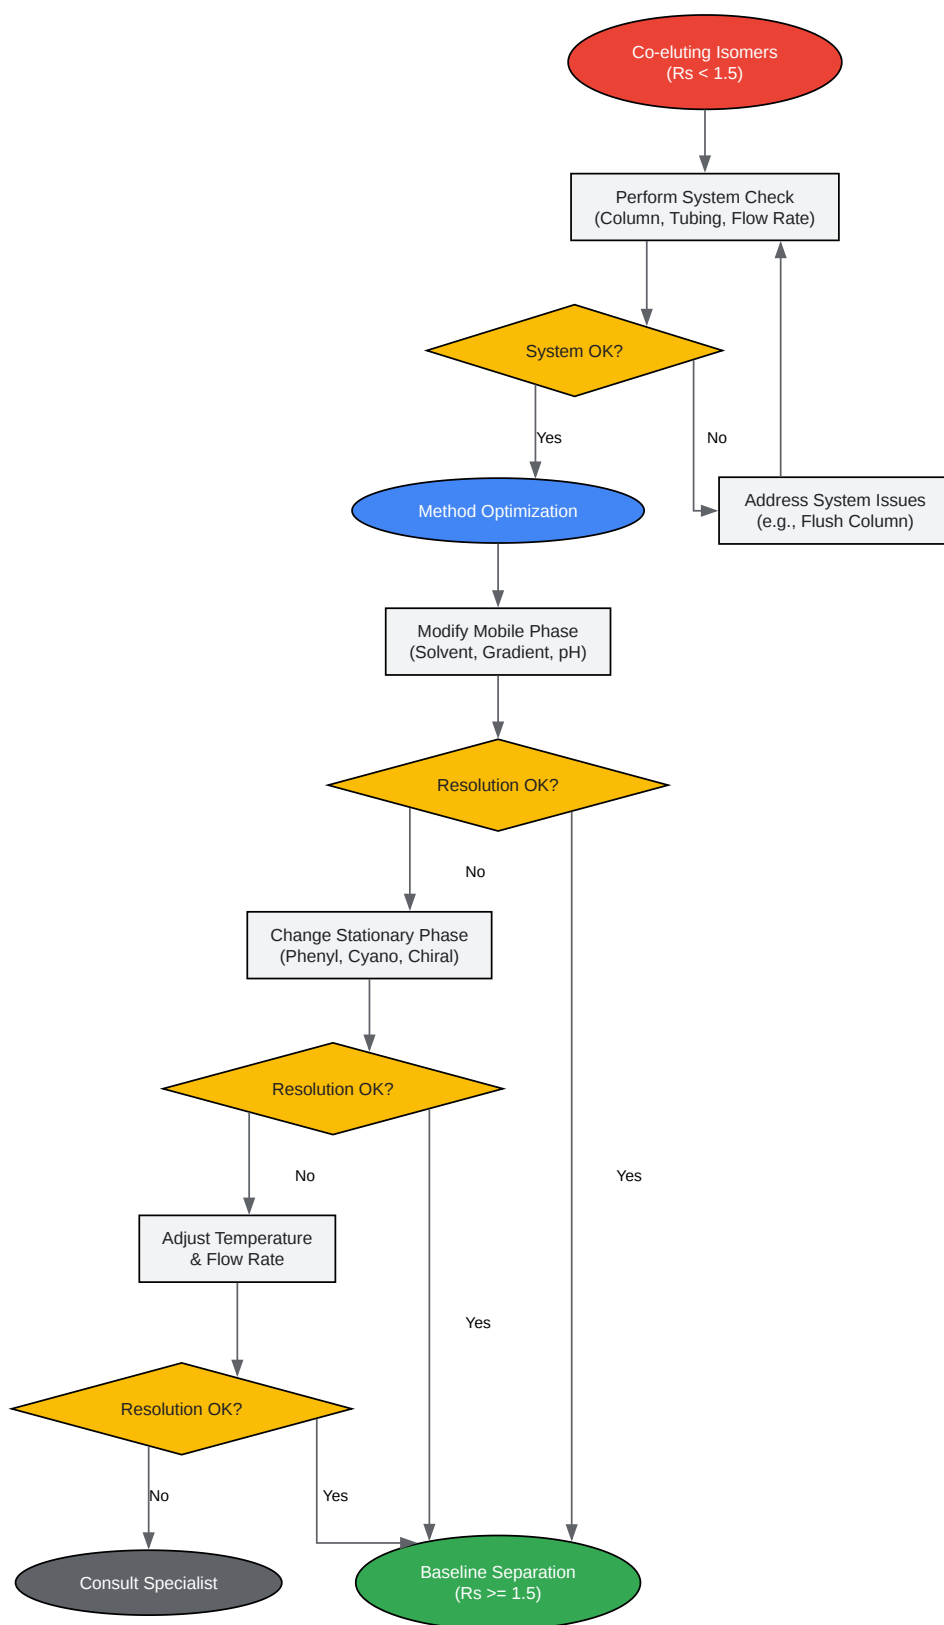 Co-eluting Isomers
(Rs < 1.5)
Perform System Check
(Column, Tubing, Flow Rate)
System OK?
Yes
No
Method Optimization
Address System Issues
(e.g., Flush Column)
Modify Mobile Phase
(Solvent, Gradient, pH)
Resolution OK?
No
Change Stationary Phase
(Phenyl, Cyano, Chiral)
Resolution OK?
No
Yes
Adjust Temperature
& Flow Rate
Yes
Resolution OK?
No
Yes
Consult Specialist
Baseline Separation
(Rs >= 1.5)